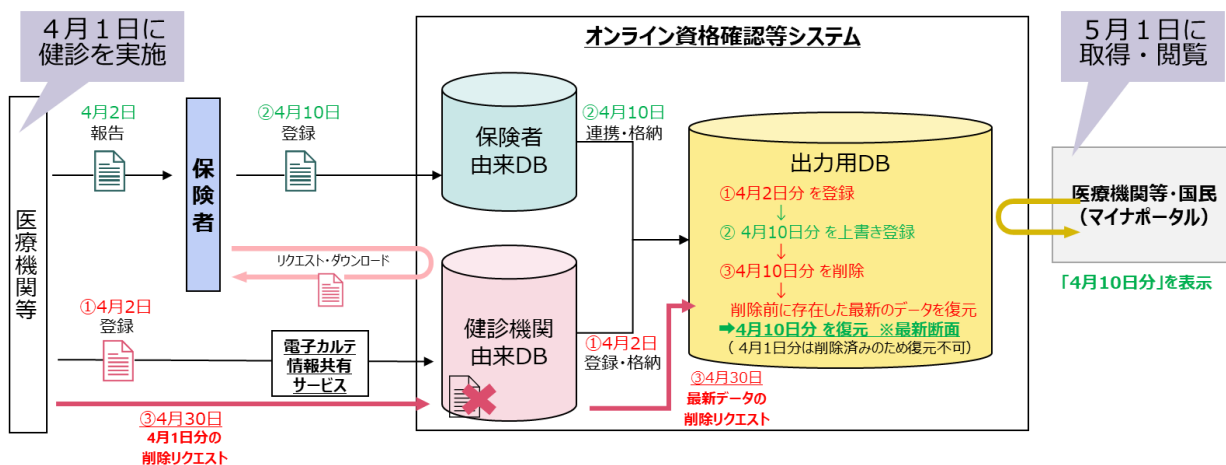 4月1日に
健診を実施
オンライン資格確認等システム
5月1日に
取得・閲覧
医療機関等
4月2日
報告
保険者
②4月10日
登録
保険者
由来DB
②4月10日
連携・格納
出力用DB
①4月2日分 を登録
↓
② 4月10日分 を上書き登録
↓
③4月10日分 を削除
↓
削除前に存在した最新のデータを復元
➡4月10日分 を復元 ※最新断面
（ 4月1日分は削除済みのため復元不可）
医療機関等・国民
（マイナポータル）
「4月10日分」を表示
リクエスト・ダウンロード
①4月2日
登録
電子カルテ
情報共有
サービス
健診機関
由来DB
①4月2日
登録・格納
③4月30日
4月1日分の
削除リクエスト
③4月30日
最新データの
削除リクエスト